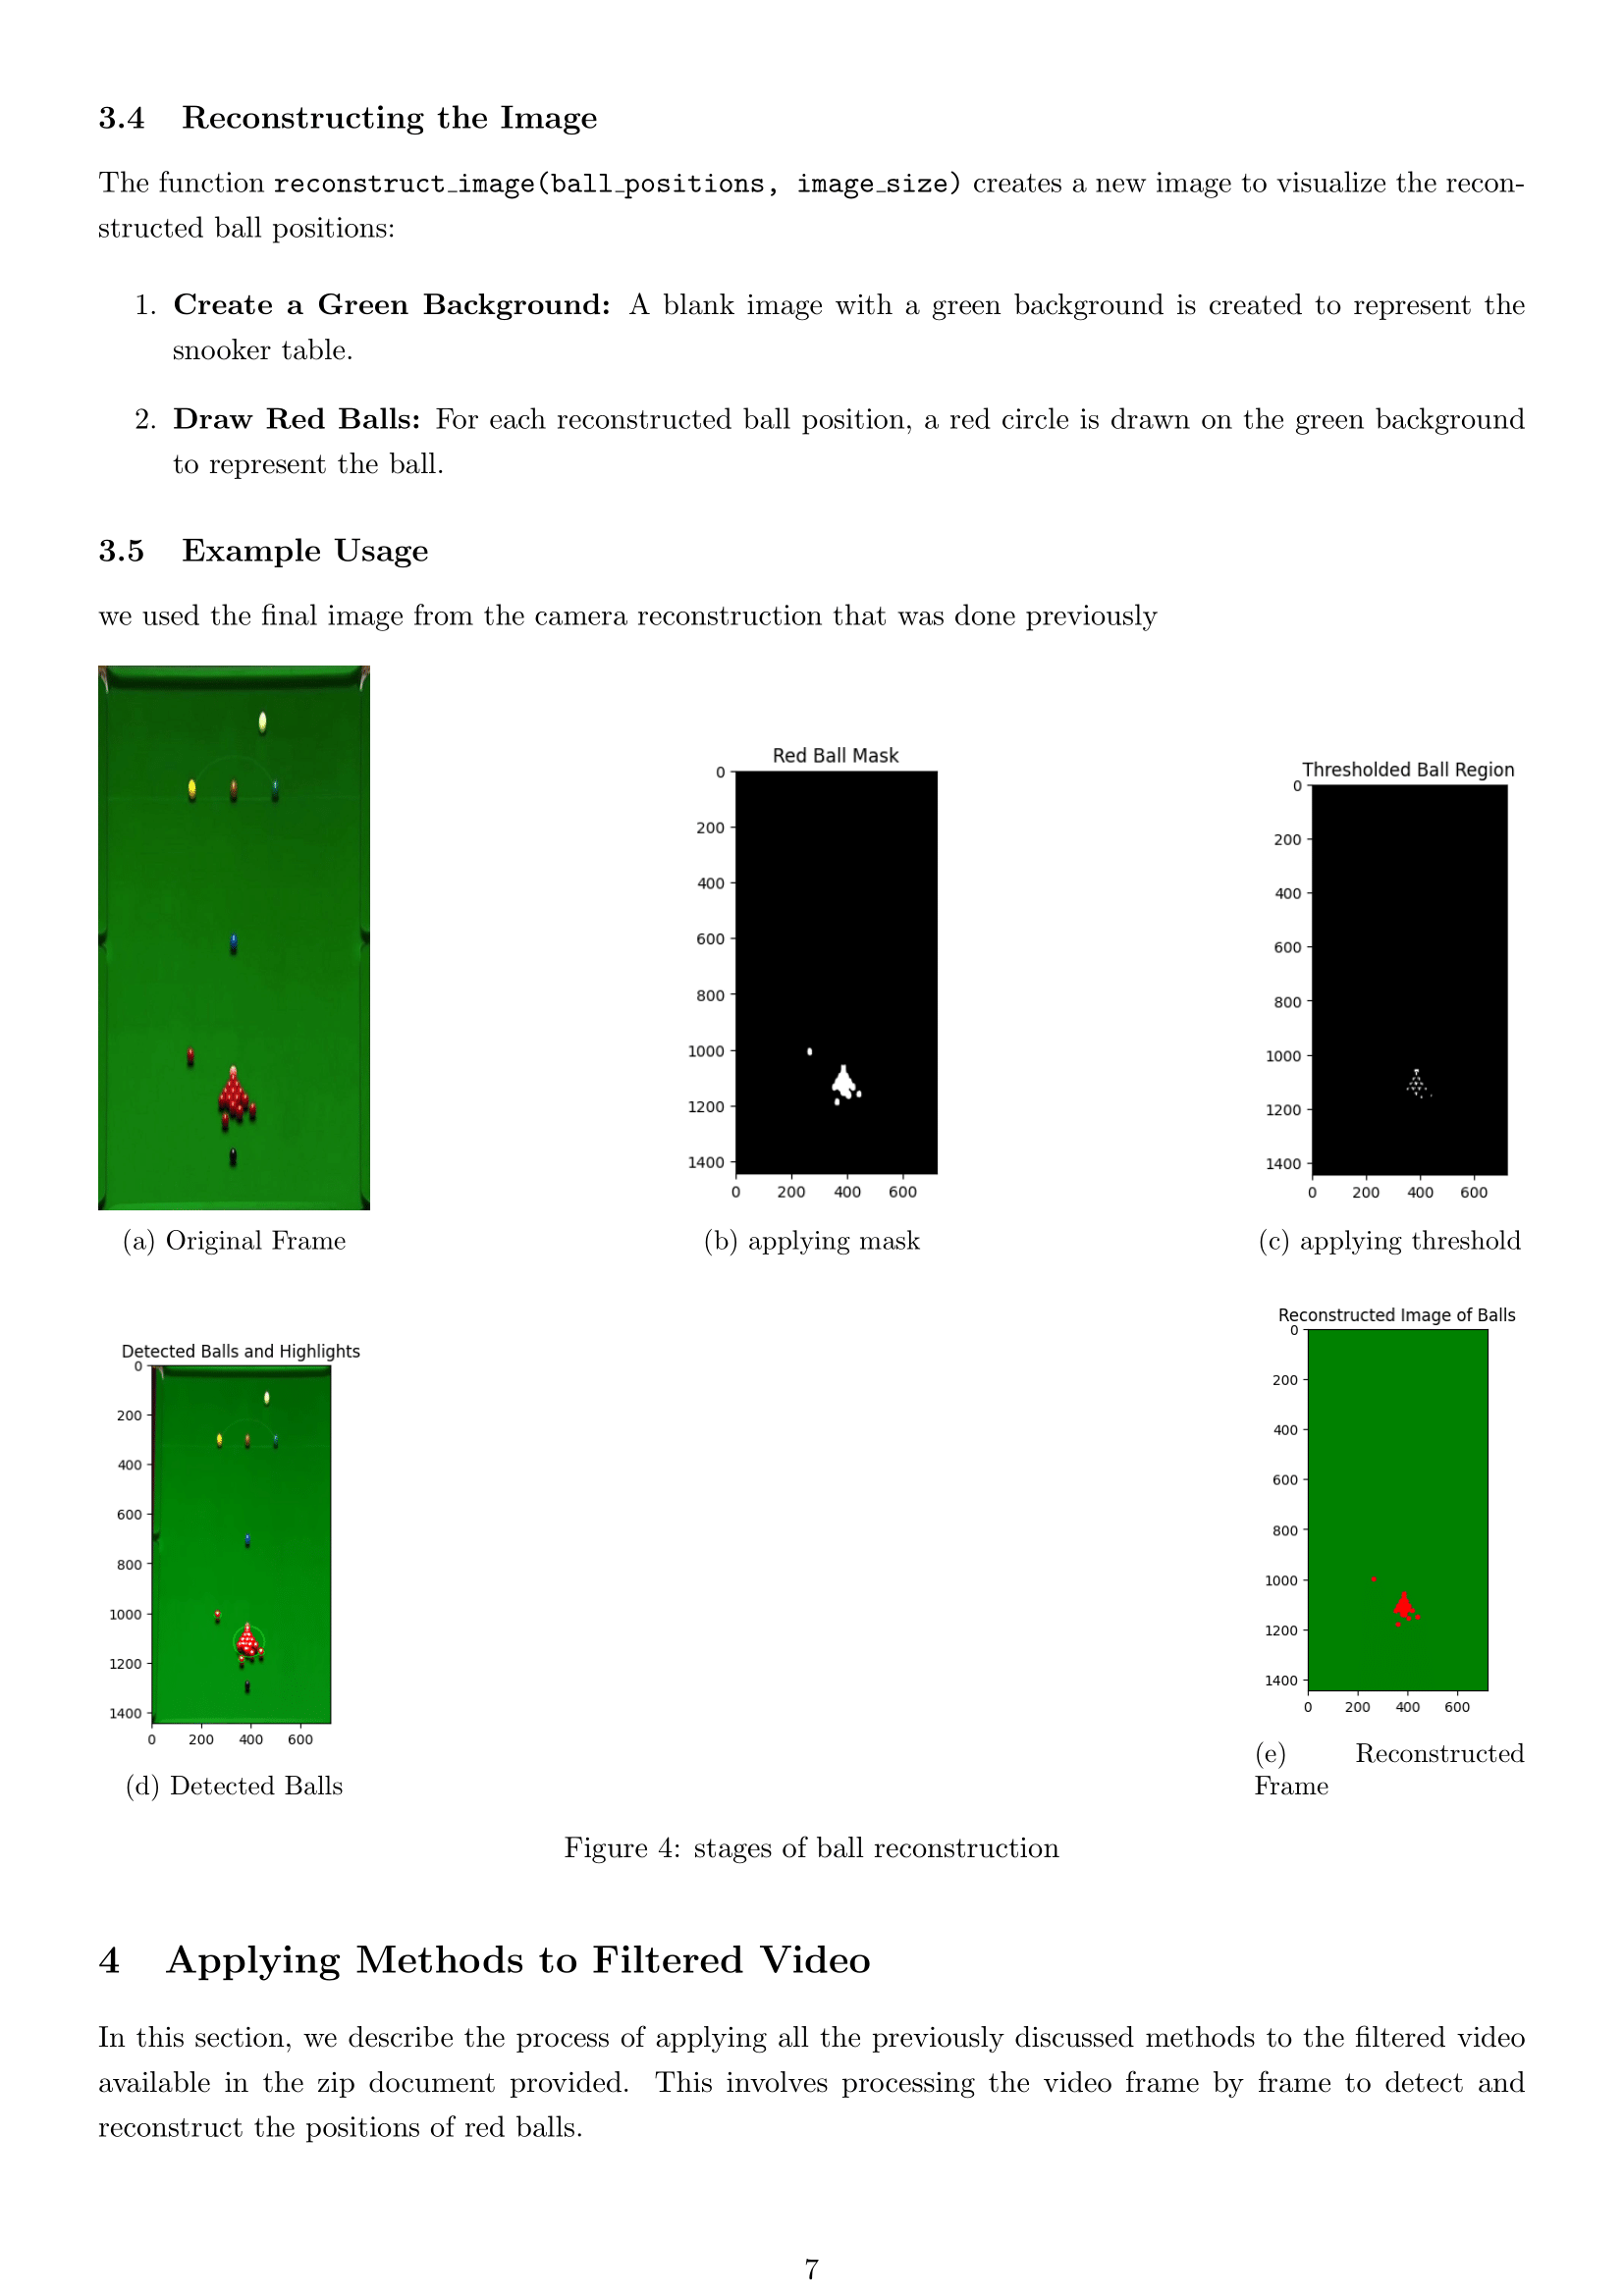 3.4 Reconstructing the Image
The function reconstruct_image(ball_positions, image_size) creates a new image to visualize the recon-
structed ball positions:
1. Create a Green Background: A blank image with a green background is created to represent the
snooker table.
2. Draw Red Balls: For each reconstructed ball position, a red circle is drawn on the green background
to represent the ball.
3.5 Example Usage
we used the final image from the camera reconstruction that was done previously
(a) Original Frame
Red Ball Mask
0
200
400
600
800
1000
1200
1400
0 200 400 600
(b) applying mask
Thresholded Ball Region
0
200
400
600
800
1000
1200
1400
0 200 400 600
(c) applying threshold
Detected Balls and Highlights
0
200
400
600
800
1000
1200
1400
0 200 400 600
(d) Detected Balls
Reconstructed Image of Balls
0
200
400
600
800
1000
1200
1400
0 200 400 600
(e) Reconstructed
Frame
Figure 4: stages of ball reconstruction
4 Applying Methods to Filtered Video
In this section, we describe the process of applying all the previously discussed methods to the filtered video
available in the zip document provided. This involves processing the video frame by frame to detect and
reconstruct the positions of red balls.
7